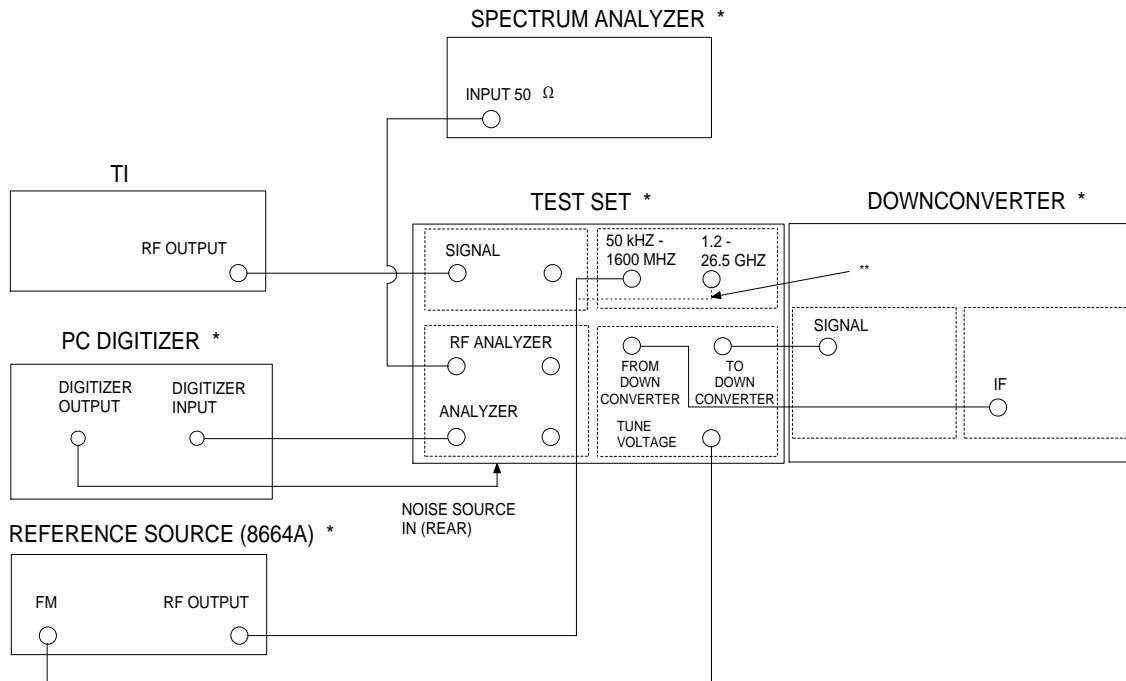 SPECTRUM ANALYZER *
INPUT 50 Ω
TI
RF OUTPUT
TEST SET *
SIGNAL
50 kHZ -
1600 MHZ
1.2 -
26.5 GHZ
RF ANALYZER
ANALYZER
FROM
DOWN
CONVERTER
TO
DOWN
CONVERTER
TUNE
VOLTAGE
DOWNCONVERTER *
**
SIGNAL
IF
PC DIGITIZER *
DIGITIZER
OUTPUT
DIGITIZER
INPUT
NOISE SOURCE
IN (REAR)
REFERENCE SOURCE (8664A) *
FM
RF OUTPUT